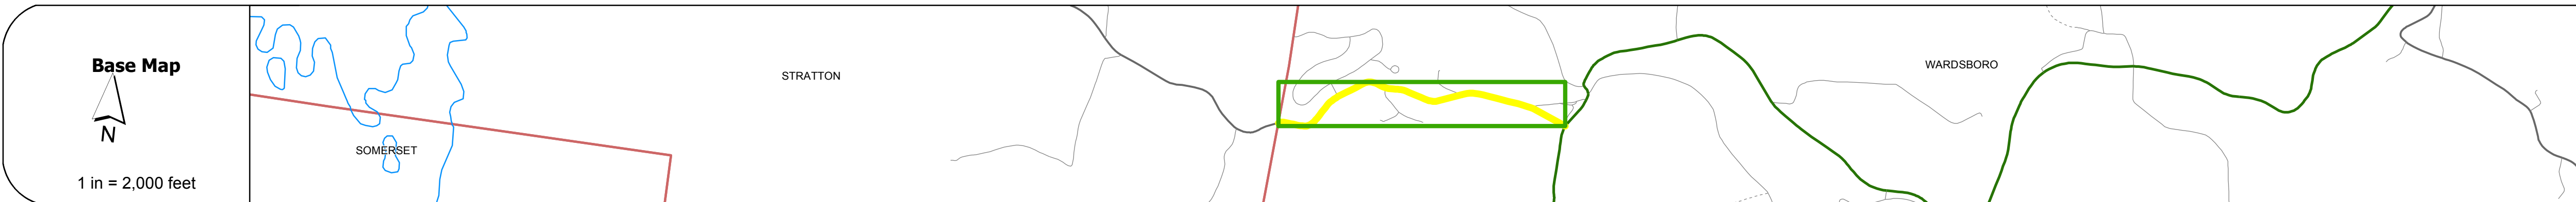 Base Map
N
1 in = 2,000 feet
SOMERSET
STRATTON
WARDSBORO